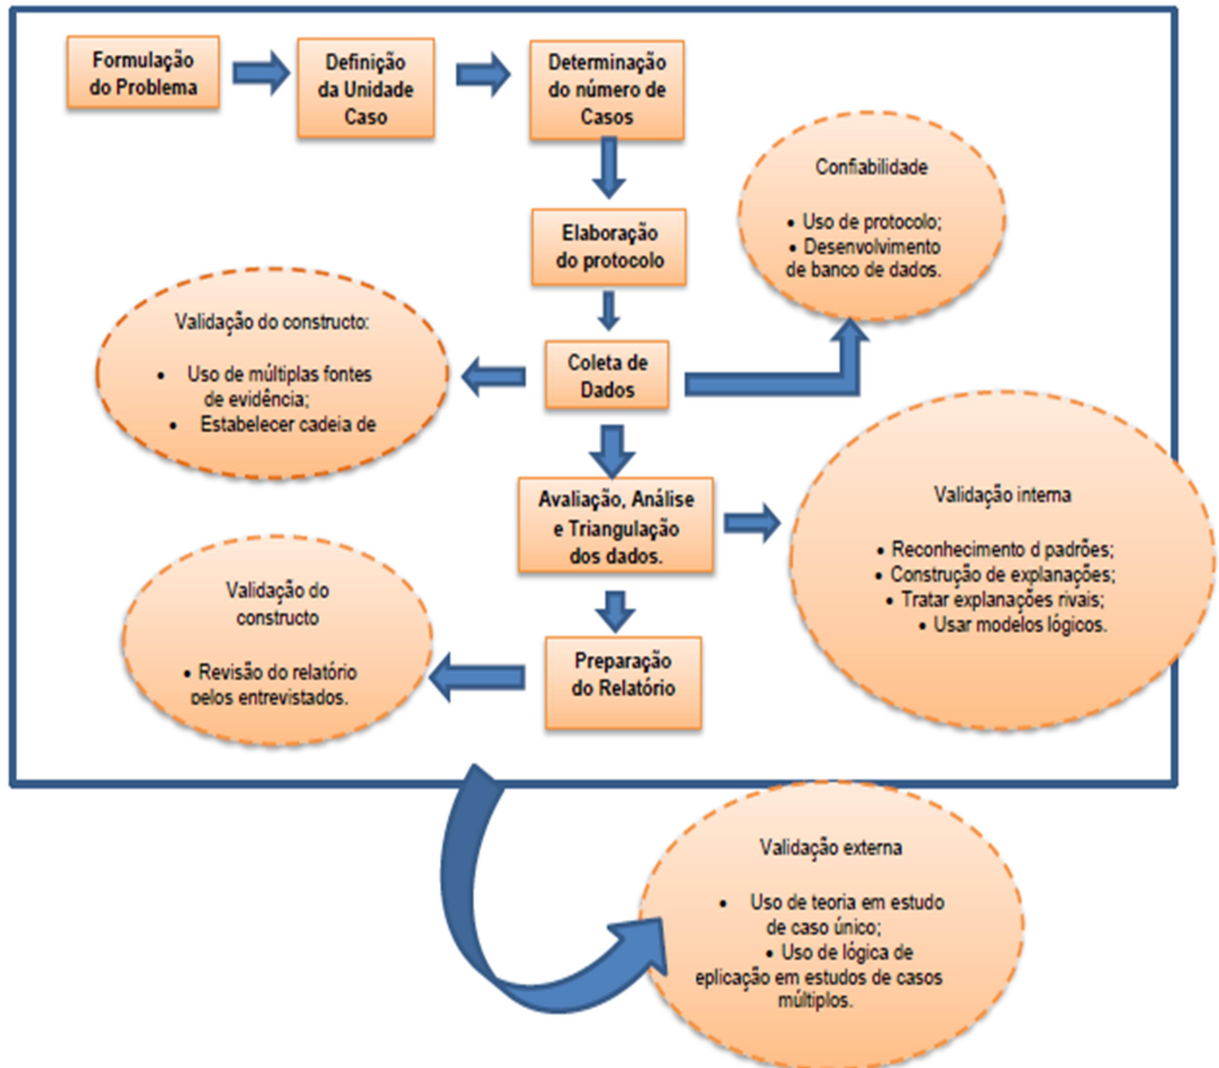 Formulação
do Problema
Definição
da Unidade
Caso
Determinação
do número de
Casos
Elaboração
do protocolo
Confiabilidade
• Uso de protocolo;
• Desenvolvimento
de banco de dados.
Coleta de
Dados
Validação do constructo:
• Uso de múltiplas fontes
de evidência;
• Estabelecer cadeia de
Avaliação, Análise
e Triangulação
dos dados.
Validação interna
• Reconhecimento d padrões;
• Construção de explanações;
• Tratar explanações rivais;
• Usar modelos lógicos.
Preparação
do Relatório
Validação do
constructo
• Revisão do relatório
pelos entrevistados.
Validação externa
• Uso de teoria em estudo
de caso único;
• Uso de lógica de
eplicação em estudos de casos
múltiplos.